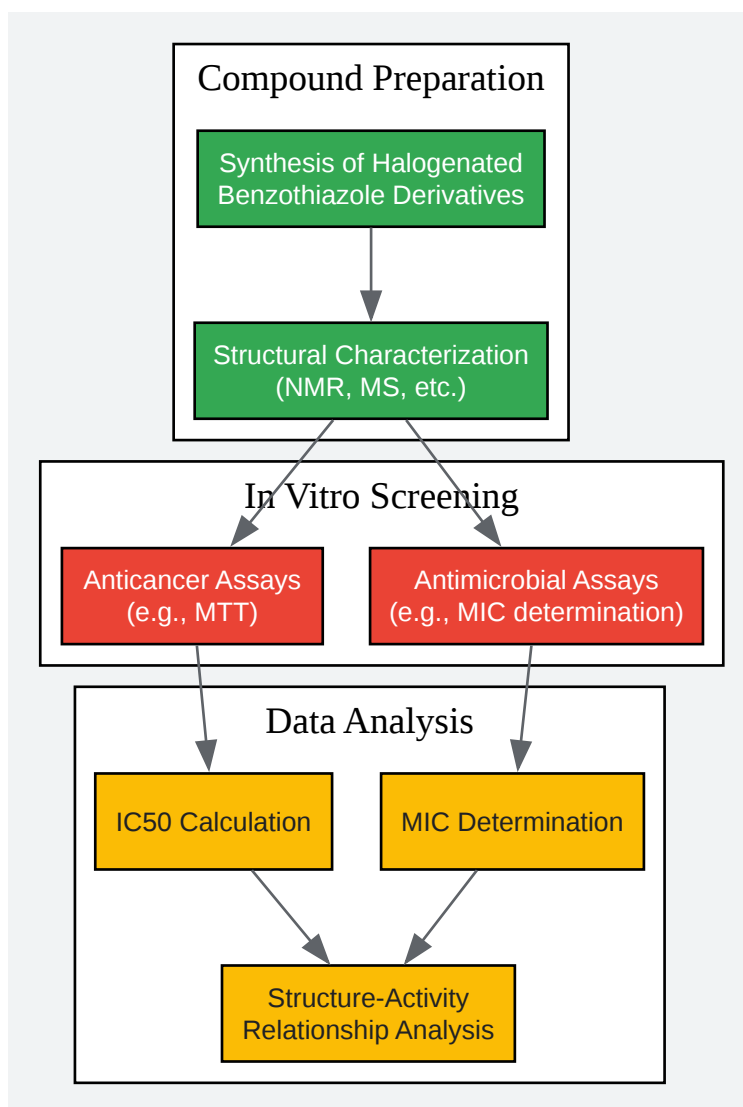 Compound Preparation
Synthesis of Halogenated
Benzothiazole Derivatives
Structural Characterization
(NMR, MS, etc.)
In Vitro Screening
Anticancer Assays
(e.g., MTT)
Antimicrobial Assays
(e.g., MIC determination)
Data Analysis
IC50 Calculation
MIC Determination
Structure-Activity
Relationship Analysis